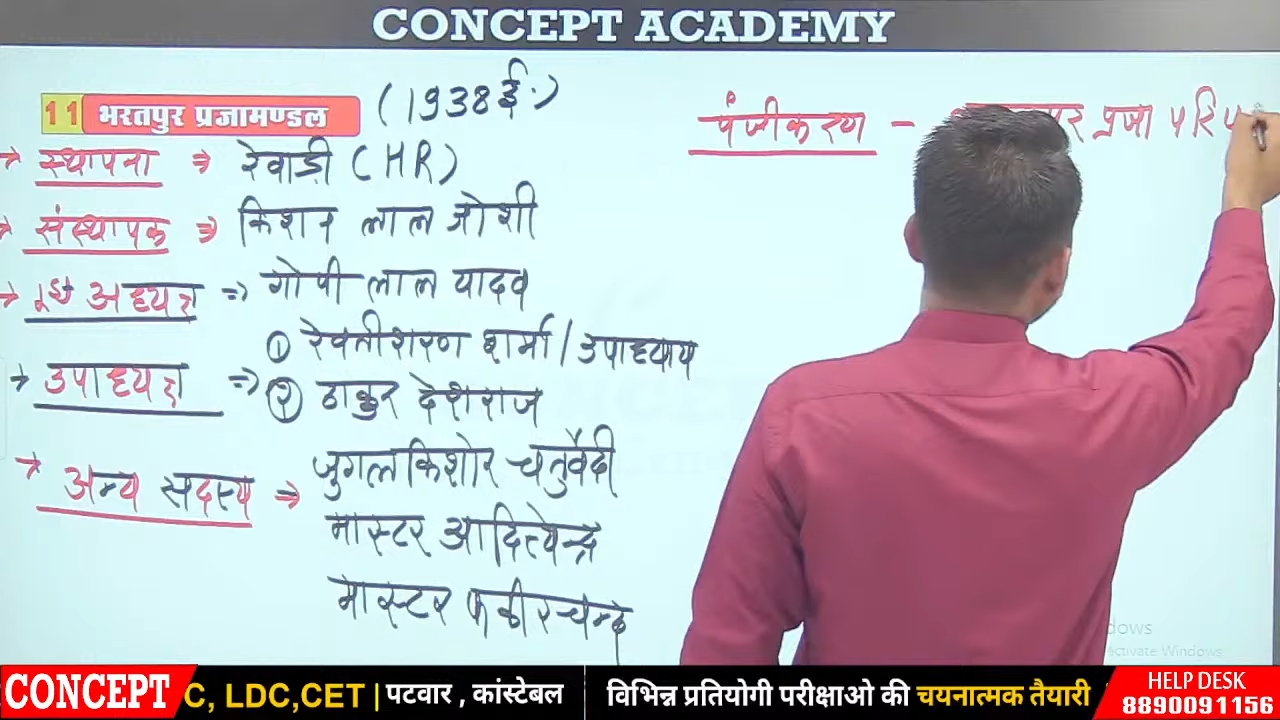 CONCEPT ACADEMY
11 भरतपुर प्रजामण्डल (1938ई.)
→ स्थापना ⇒ रेवाड़ी (HR)
→ संस्थापक ⇒ किशन लाल जोशी
→ अध्यक्ष ⇒ गोपी लाल यादव
→ उपाध्यक्ष ⇒ ① रेवतीशरण शर्मा / उपाध्याय
② ठाकुर देशराज
→ अन्य सदस्य ⇒ जुगलकिशोर चतुर्वेदी
मास्टर आदित्येन्द्र
मास्टर फकीरचन्द
पंजीकरण - प्रजा परि
CONCEPT
C, LDC,CET | पटवार , कांस्टेबल
विभिन्न प्रतियोगी परीक्षाओ की चयनात्मक तैयारी
HELP DESK
8890091156